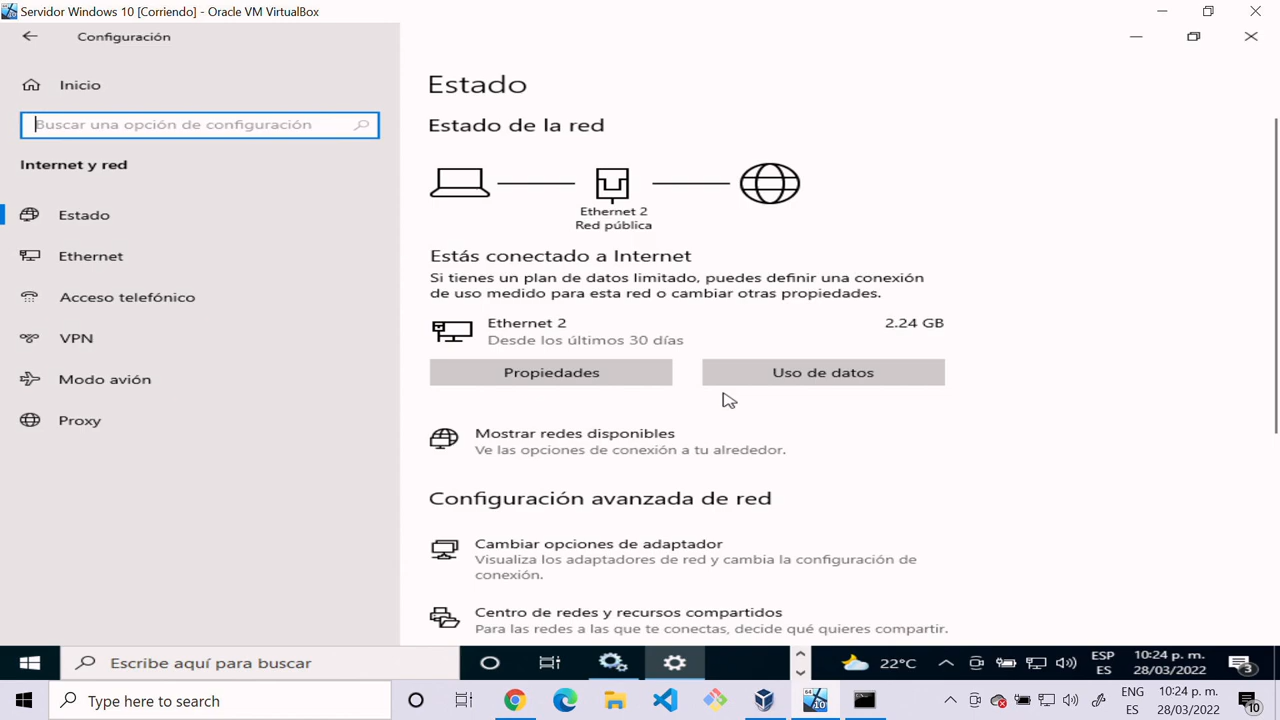 Servidor Windows 10 [Corriendo] - Oracle VM VirtualBox
Configuración
Inicio
Buscar una opción de configuración
Internet y red
Estado
Ethernet
Acceso telefónico
VPN
Modo avión
Proxy
Estado
Estado de la red
Ethernet 2
Red pública
Estás conectado a Internet
Si tienes un plan de datos limitado, puedes definir una conexión
de uso medido para esta red o cambiar otras propiedades.
Ethernet 2 2.24 GB
Desde los últimos 30 días
Propiedades Uso de datos
Mostrar redes disponibles
Ve las opciones de conexión a tu alrededor.
Configuración avanzada de red
Cambiar opciones de adaptador
Visualiza los adaptadores de red y cambia la configuración de
conexión.
Centro de redes y recursos compartidos
Para las redes a las que te conectas, decide qué quieres compartir.
Escribe aquí para buscar 22°C ESP 10:24 p. m.
ES 28/03/2022 3
Type here to search ENG 10:24 p. m.
ES 28/03/2022 10